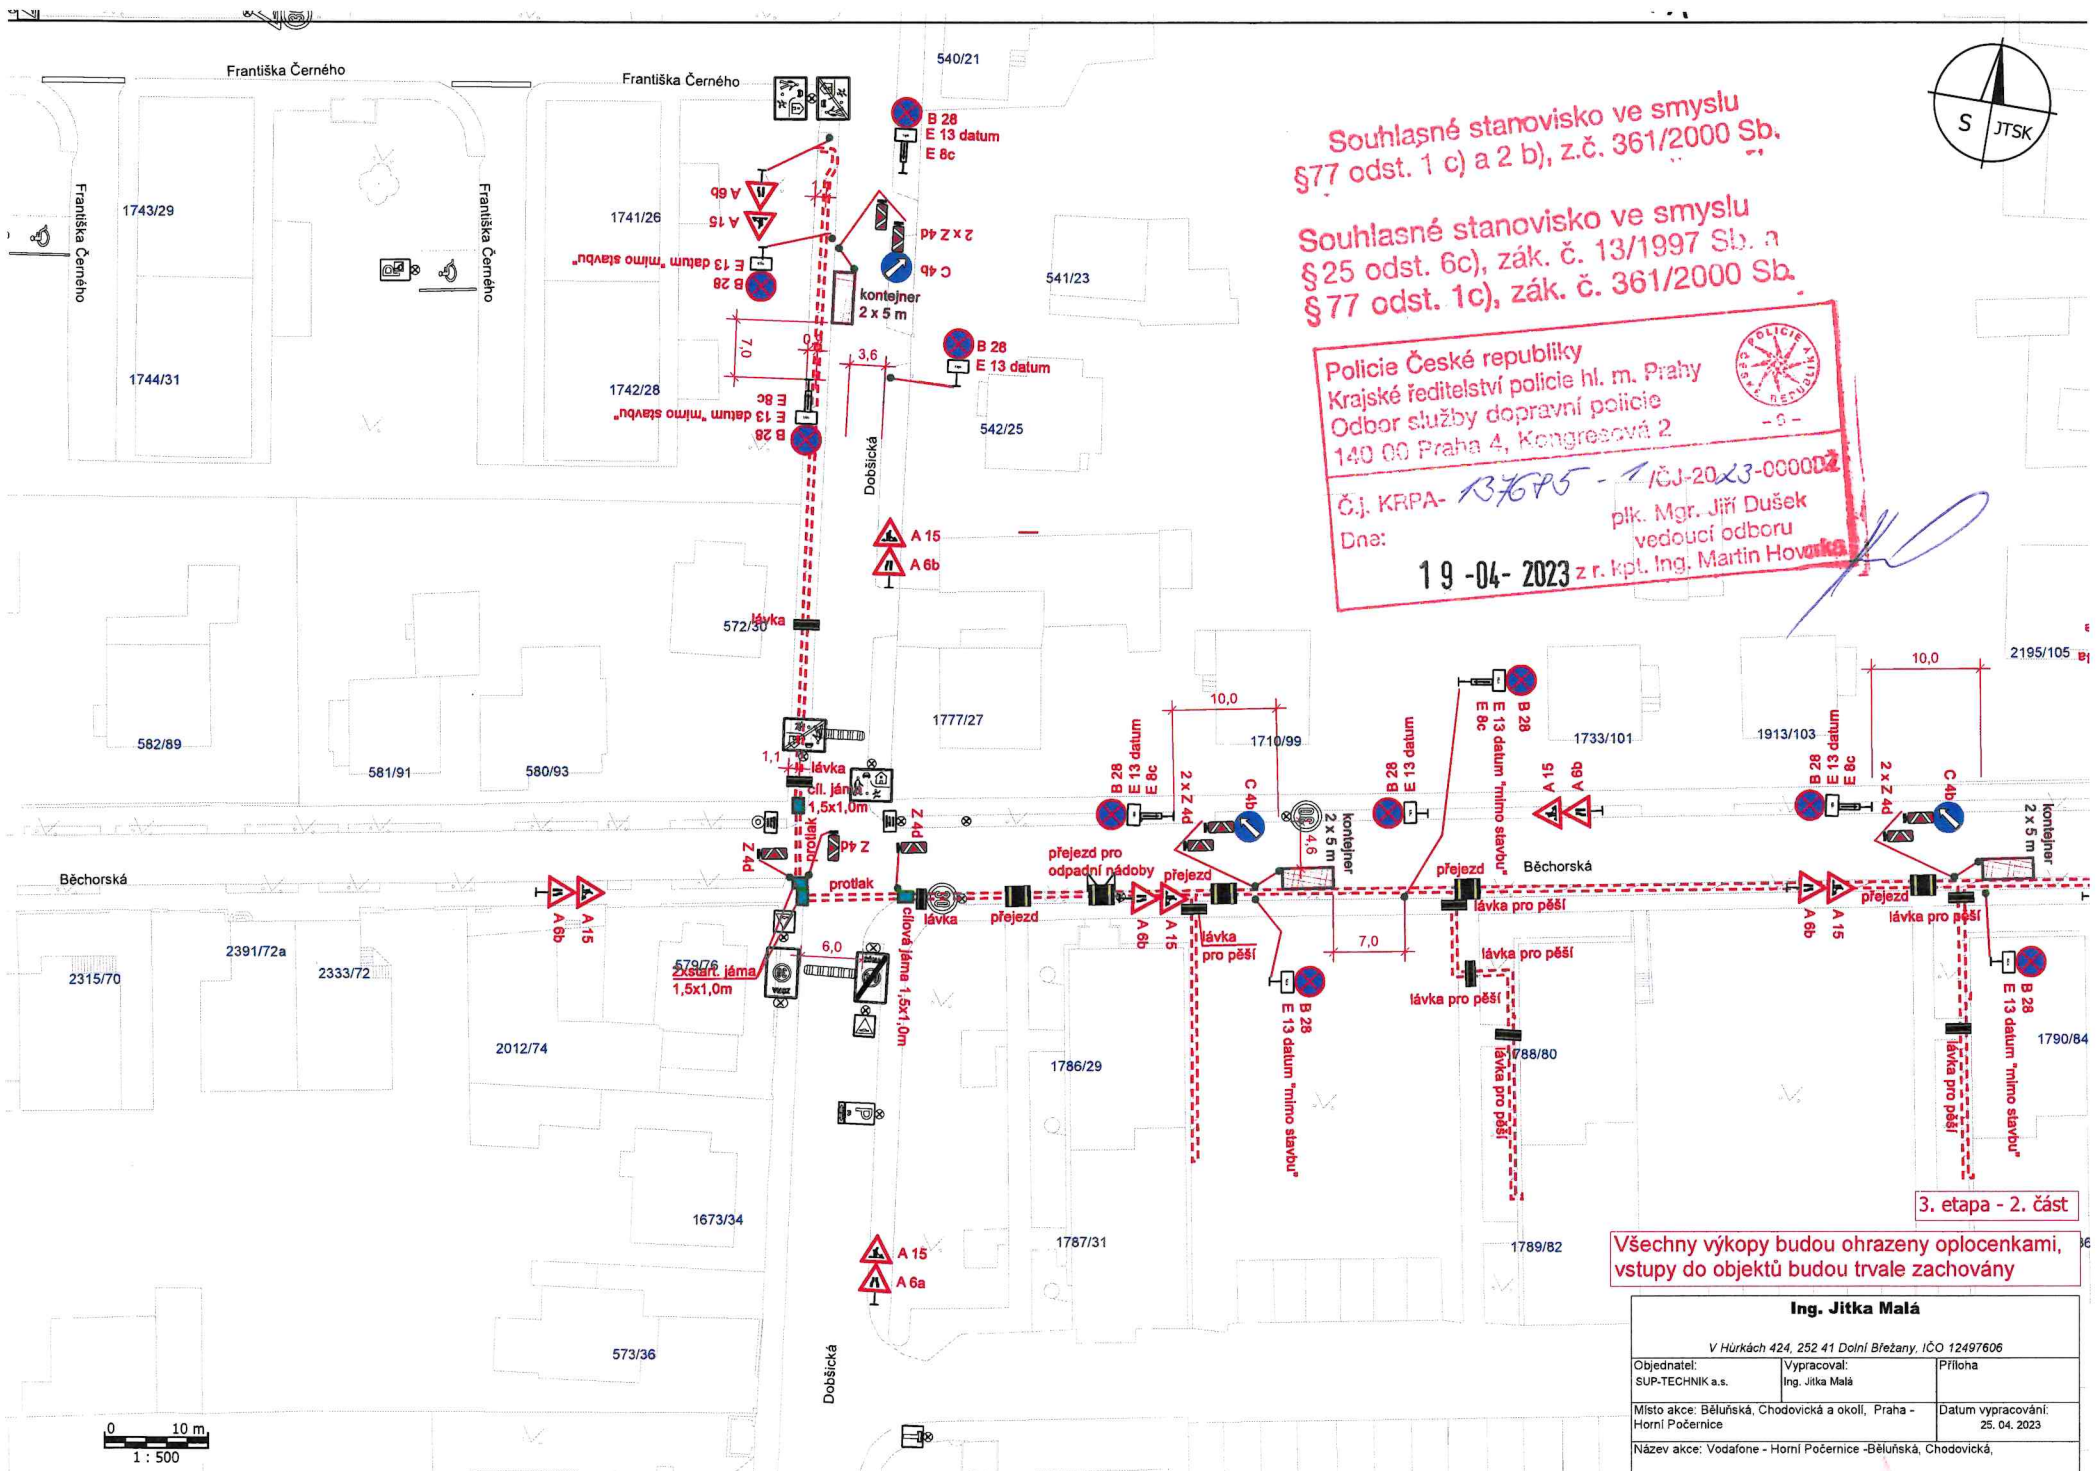 Františka Černého
Františka Černého
540/21
B 28
E 13 datum
E 8c
S
JTSK
Souhlasné stanovisko ve smyslu
§77 odst. 1 c) a 2 b), z.č. 361/2000 Sb.
Souhlasné stanovisko ve smyslu
§25 odst. 6c), zák. č. 13/1997 Sb. a
§77 odst. 1c), zák. č. 361/2000 Sb.
Policie České republiky
Krajské ředitelství policie hl. m. Prahy
Odbor služby dopravní policie
140 00 Praha 4, Kongresová 2
- 9 -
Č.j. KRPA-
- 1 /ČJ-2023-0000DŽ
plk. Mgr. Jiří Dušek
vedoucí odboru
Dne:
19 -04- 2023
z r. kpt. Ing. Martin Hovorka
Františka Černého
1743/29
Františka Černého
1741/26
A 6b
A 15
E 13 datum "mimo stavbu"
B 28
2 x Z 4d
C 4b
541/23
kontejner
2 x 5 m
7,0
3,6
B 28
E 13 datum
1744/31
1742/28
E 8c
E 13 datum "mimo stavbu"
B 28
542/25
Dobšická
A 15
A 6b
lávka
572/30
582/89
581/91
580/93
1777/27
10,0
1710/99
B 28
E 13 datum
E 8c
2 x Z 4d
C 4b
4,6
kontejner
2 x 5 m
B 28
E 13 datum
E 8c
E 13 datum "mimo stavbu"
B 28
1733/101
A 15
A 6b
1913/103
10,0
2195/105
B 28
E 13 datum
E 8c
2 x Z 4d
C 4b
kontejner
2 x 5 m
1,1
lávka
cíl. jáma
1,5x1,0m
protlak
Z 4d
Z 4d
Z 4d
protlak
Běchorská
A 6b
A 15
lávka
přejezd
přejezd pro
odpadní nádoby
přejezd
A 6b
A 15
lávka
pro pěší
7,0
přejezd
Běchorská
lávka pro pěší
lávka pro pěší
lávka pro pěší
lávka pro pěší
A 6b
A 15
přejezd
lávka pro pěší
lávka pro pěší
B 28
E 13 datum "mimo stavbu"
B 28
E 13 datum "mimo stavbu"
2315/70
2391/72a
2333/72
2012/74
579/76
2xstart. jáma
1,5x1,0m
6,0
cílová jáma 1,5x1,0m
1786/29
1788/80
1790/84
1673/34
1787/31
1789/82
A 15
A 6a
573/36
Dobšická
3. etapa - 2. část
Všechny výkopy budou ohrazeny oplocenkami,
vstupy do objektů budou trvale zachovány
Ing. Jitka Malá
V Hůrkách 424, 252 41 Dolní Břežany, IČO 12497606
Objednatel:
SUP-TECHNIK a.s.
Vypracoval:
Ing. Jitka Malá
Příloha
Místo akce: Běluňská, Chodovická a okolí, Praha -
Horní Počernice
Datum vypracování:
25. 04. 2023
Název akce: Vodafone - Horní Počernice -Běluňská, Chodovická,
0 10 m
1 : 500